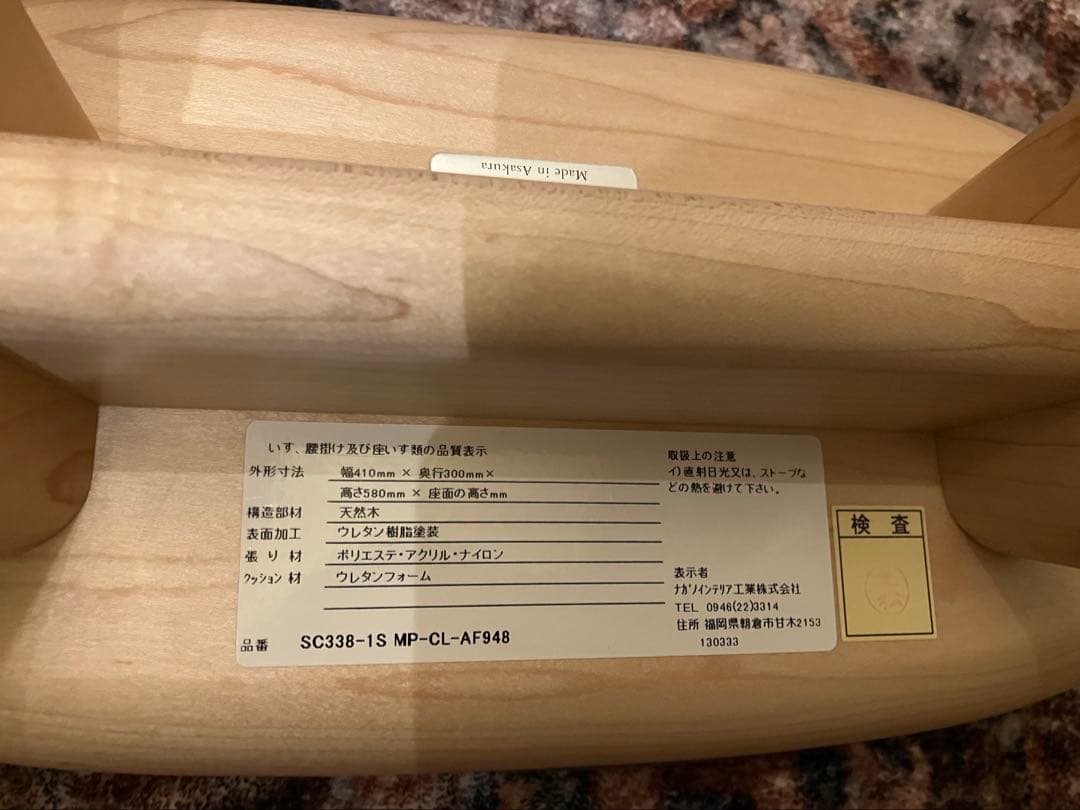 Made in Asakura
いす、腰掛け及び座いす類の品質表示
外形寸法 幅410mm × 奥行300mm×
高さ580mm × 座面の高さmm
構造部材 天然木
表面加工 ウレタン樹脂塗装
張り材 ポリエステ・アクリル・ナイロン
クッション材 ウレタンフォーム
品番 SC338-1S MP-CL-AF948
取扱上の注意
イ)直射日光又は、ストーブな
どの熱を避けて下さい。
表示者
ナガノインテリア工業株式会社
TEL 0946(22)3314
住所 福岡県朝倉市甘木2153
130333
検査